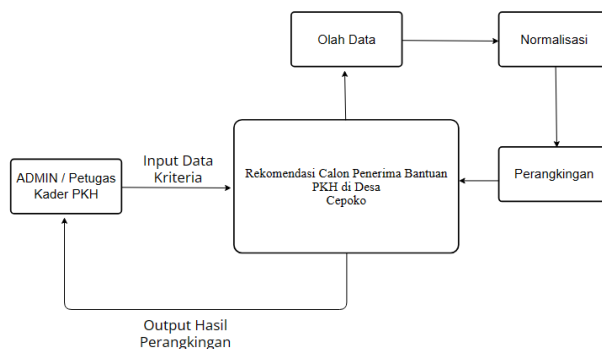 Olah Data
Normalisasi
ADMIN / Petugas
Kader PKH
Input Data
Kriteria
Rekomendasi Calon Penerima Bantuan
PKH di Desa
Cepoko
Perangkingan
Output Hasil
Perangkingan